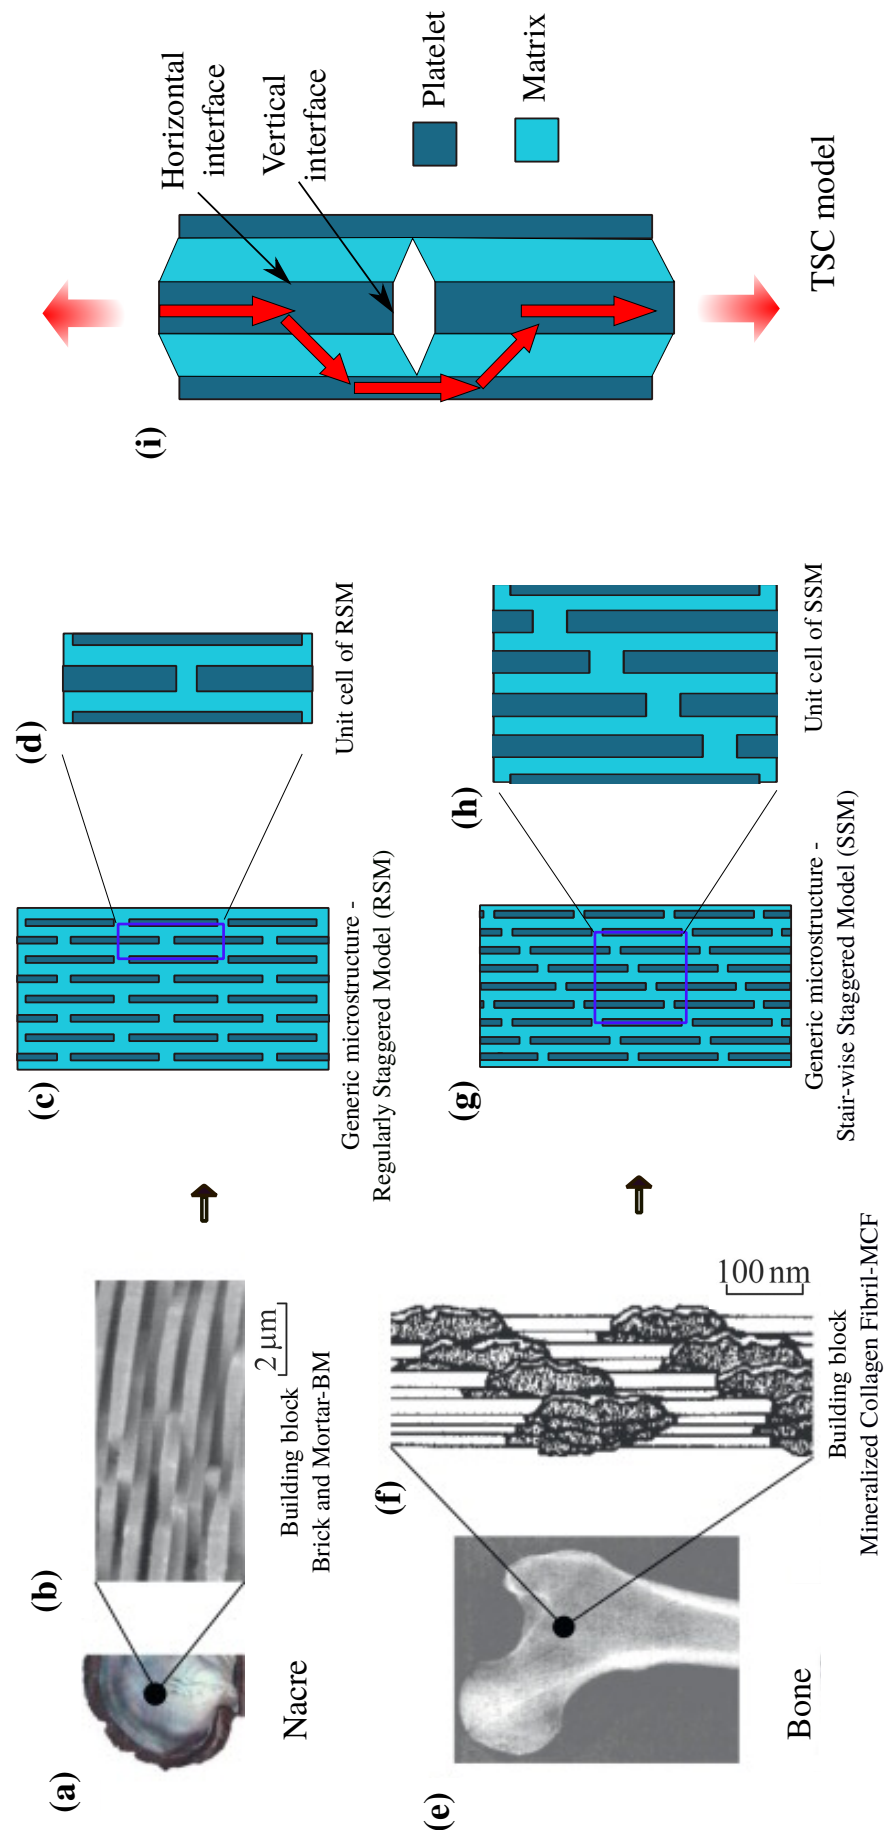 (a)
Nacre
(b)
2 μm
Building block
Brick and Mortar-BM
(c)
Generic microstructure -
Regularly Staggered Model (RSM)
(d)
Unit cell of RSM
(e)
Bone
(f)
100 nm
Building block
Mineralized Collagen Fibril-MCF
(g)
Generic microstructure -
Stair-wise Staggered Model (SSM)
(h)
Unit cell of SSM
(i)
Horizontal
interface
Vertical
interface
Platelet
Matrix
TSC model